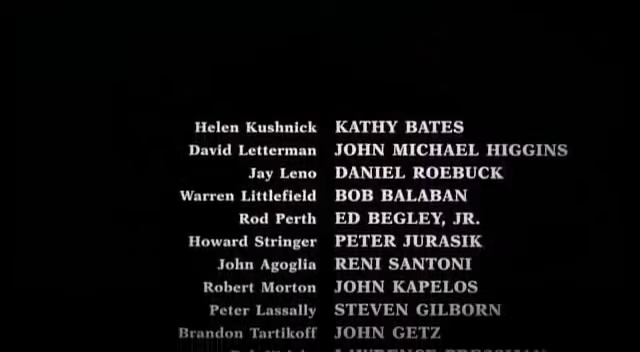 Helen Kushnick KATHY BATES
David Letterman JOHN MICHAEL HIGGINS
Jay Leno DANIEL ROEBUCK
Warren Littlefield BOB BALABAN
Rod Perth ED BEGLEY, JR.
Howard Stringer PETER JURASIK
John Agoglia RENI SANTONI
Robert Morton JOHN KAPELOS
Peter Lassally STEVEN GILBORN
Brandon Tartikoff JOHN GETZ